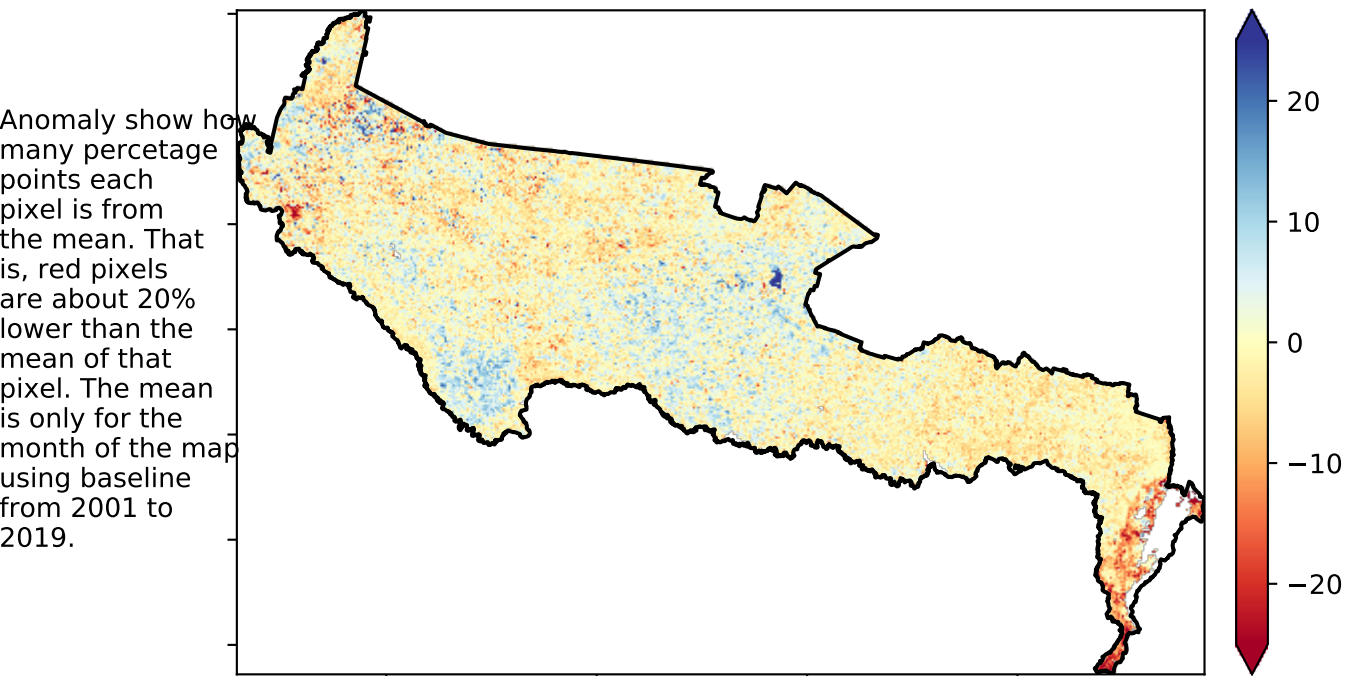 Anomaly show how
many percetage
points each
pixel is from
the mean. That
is, red pixels
are about 20%
lower than the
mean of that
pixel. The mean
is only for the
month of the map
using baseline
from 2001 to
2019.
20
10
0
−10
−20